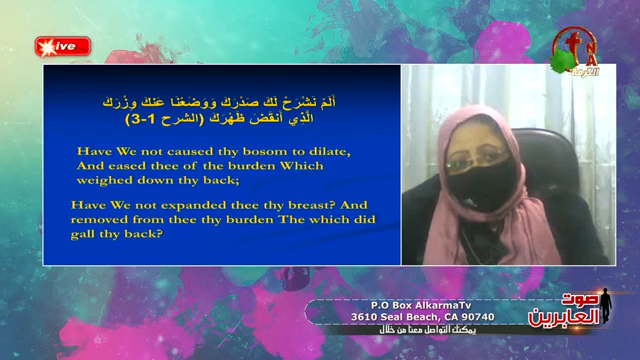 Live
NA
الكرمة
أَلَمْ نَشْرَحْ لَكَ صَدْرَكَ وَوَضَعْنَا عَنكَ وِزْرَكَ
الَّذِي أَنقَضَ ظَهْرَكَ (الشرح 1-3)
Have We not caused thy bosom to dilate,
And eased thee of the burden Which
weighed down thy back;
Have We not expanded thee thy breast? And
removed from thee thy burden The which did
gall thy back?
P.O Box AlkarmaTv
3610 Seal Beach, CA 90740
يمكنك التواصل معنا من خلال
صوت
العابرين